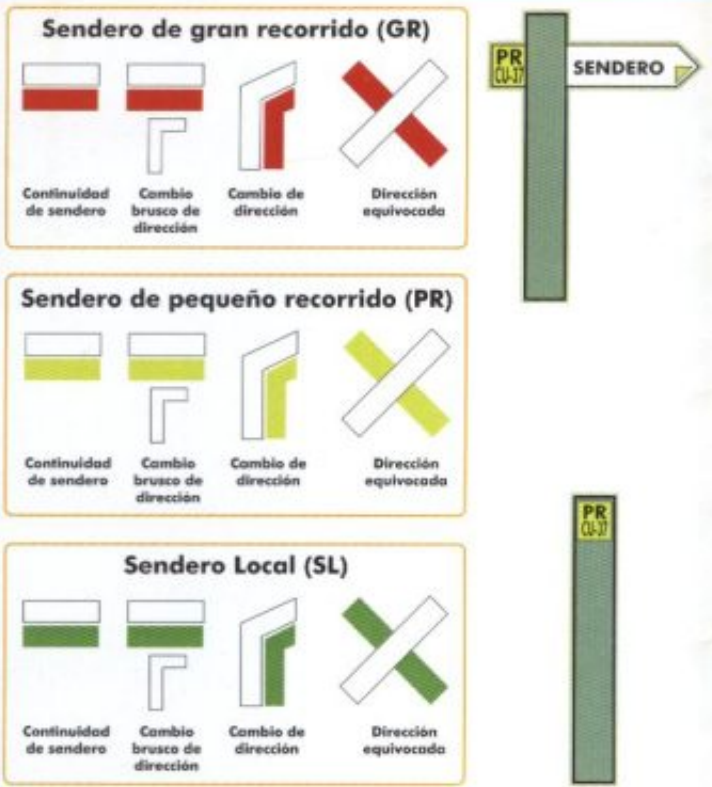 Sendero de gran recorrido (GR)
Continuidad
de sendero
Cambio
brusco de
dirección
Cambio de
dirección
Dirección
equivocada
PR
CU-37
SENDERO
Sendero de pequeño recorrido (PR)
Continuidad
de sendero
Cambio
brusco de
dirección
Cambio de
dirección
Dirección
equivocada
PR
CU-37
Sendero Local (SL)
Continuidad
de sendero
Cambio
brusco de
dirección
Cambio de
dirección
Dirección
equivocada